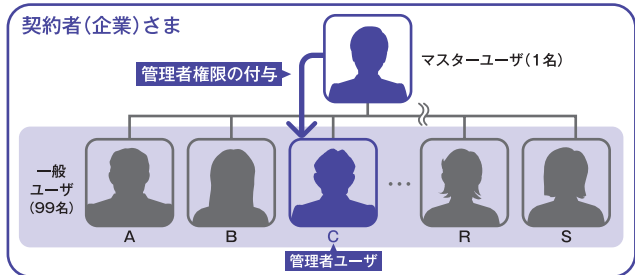 契約者(企業)さま
マスターユーザ(1名)
管理者権限の付与
一般
ユーザ
(99名)
A
B
C
…
R
S
管理者ユーザ